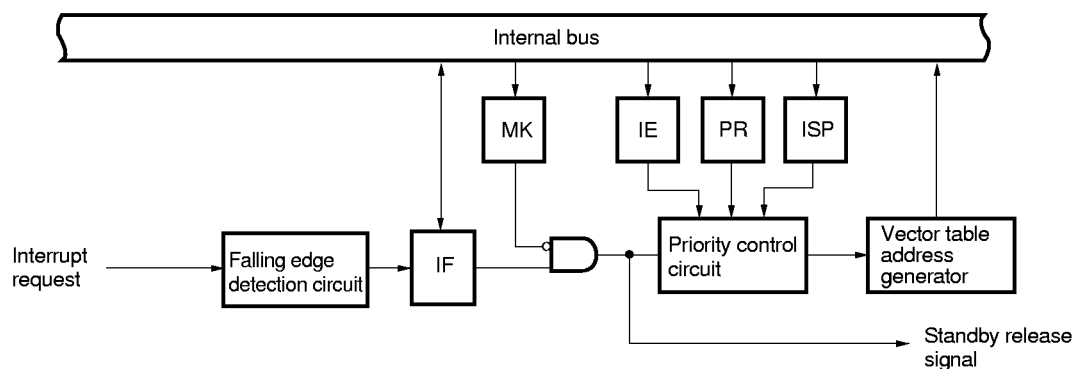 Internal bus
MK
IE
PR
ISP
Interrupt
request
Falling edge
detection circuit
IF
Priority control
circuit
Vector table
address
generator
Standby release
signal